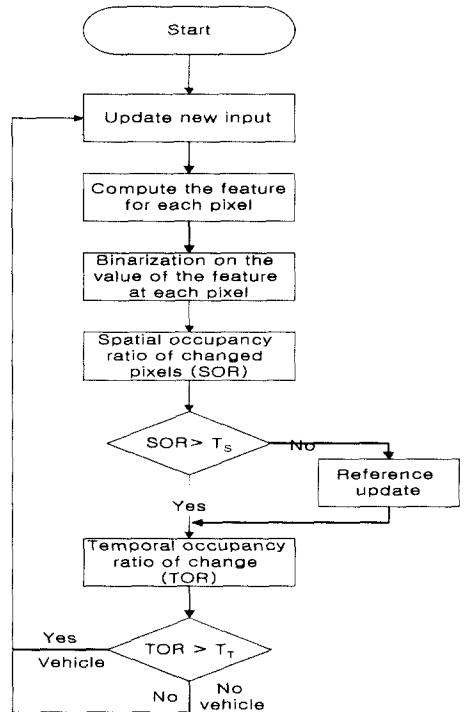 Start
Update new input
Compute the feature
for each pixel
Binarization on the
value of the feature
at each pixel
Spatial occupancy
ratio of changed
pixels (SOR)
SOR> T_S
No
Reference
update
Yes
Temporal occupancy
ratio of change
(TOR)
Yes
Vehicle
TOR > T_T
No
No
vehicle